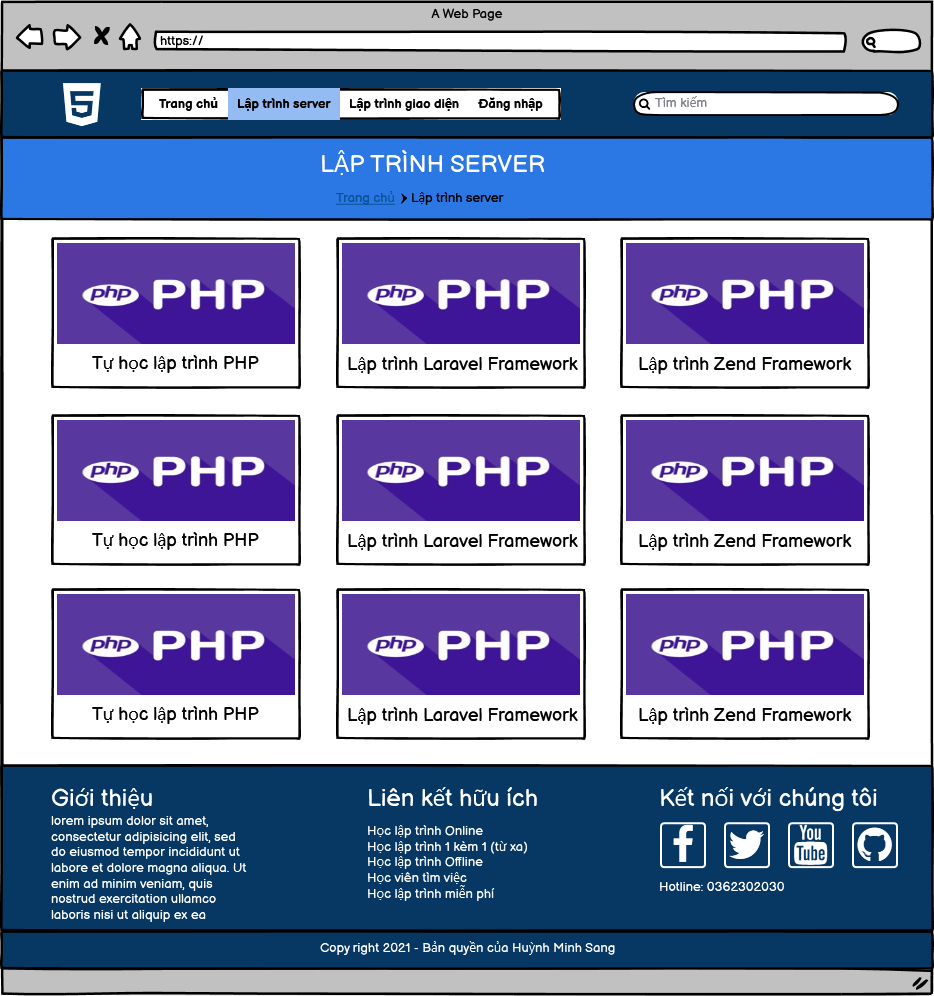 A Web Page
https://
5
Trang chủ Lập trình server Lập trình giao diện Đăng nhập
Tìm kiếm
LẬP TRÌNH SERVER
Trang chủ Lập trình server
php PHP php PHP php PHP
Tự học lập trình PHP Lập trình Laravel Framework Lập trình Zend Framework
php PHP php PHP php PHP
Tự học lập trình PHP Lập trình Laravel Framework Lập trình Zend Framework
php PHP php PHP php PHP
Tự học lập trình PHP Lập trình Laravel Framework Lập trình Zend Framework
Giới thiệu
lorem ipsum dolor sit amet,
consectetur adipisicing elit, sed
do eiusmod tempor incididunt ut
labore et dolore magna aliqua. Ut
enim ad minim veniam, quis
nostrud exercitation ullamco
laboris nisi ut aliquip ex ea
Liên kết hữu ích
Học lập trình Online
Học lập trình 1 kèm 1 (từ xa)
Học lập trình Offline
Học viên tìm việc
Học lập trình miễn phí
Kết nối với chúng tôi
You
Tube
Hotline: 0362302030
Copy right 2021 - Bản quyền của Huỳnh Minh Sang